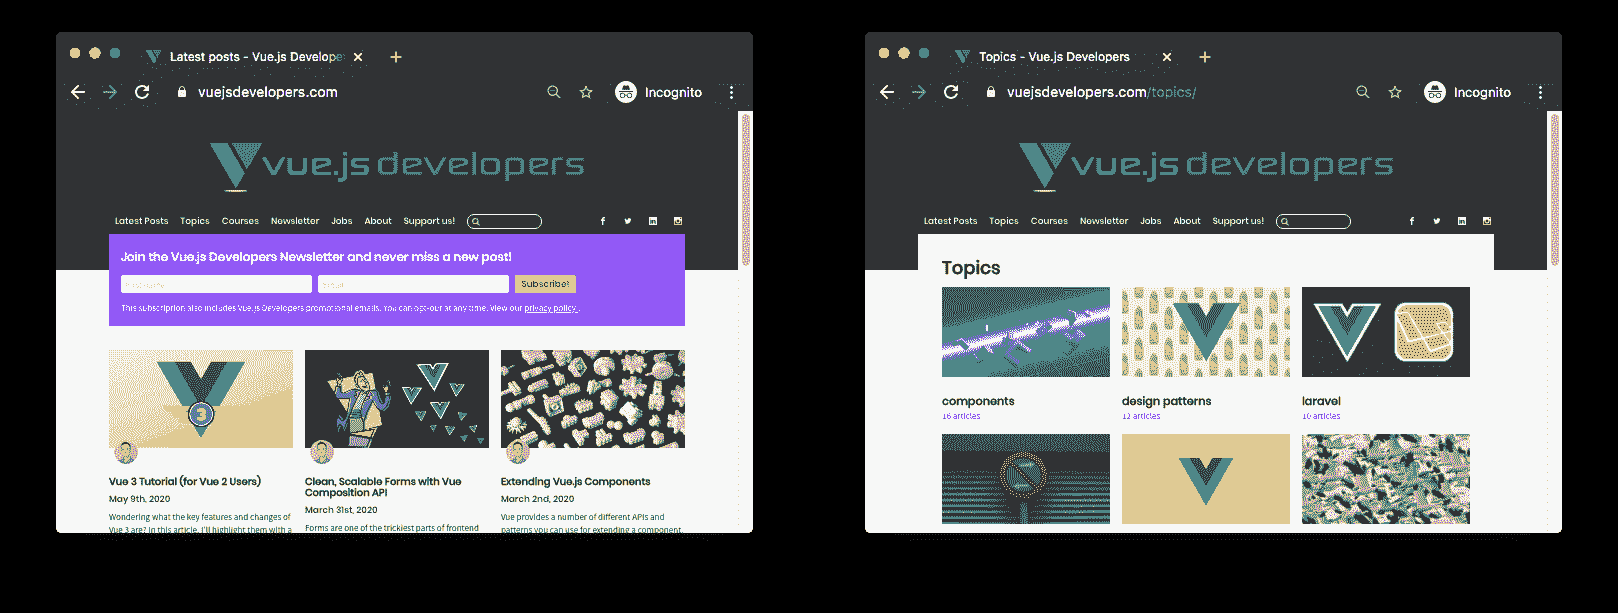 Latest posts - Vue.js Develope
vuejsdevelopers.com
Incognito
vue.js developers
Latest Posts Topics Courses Newsletter Jobs About Support us!
Join the Vue.js Developers Newsletter and never miss a new post!
First name Email Subscribe!
This subscription also includes Vue.js Developers promotional emails. You can opt-out at any time. View our privacy policy .
3
Vue 3 Tutorial (for Vue 2 Users)
May 9th, 2020
Wondering what the key features and changes of
Vue 3 are? In this article, I'll highlight them with a
Clean, Scalable Forms with Vue
Composition API
March 31st, 2020
Forms are one of the trickiest parts of frontend
Extending Vue.js Components
March 2nd, 2020
Vue provides a number of different APIs and
patterns you can use for extending a component.
Topics - Vue.js Developers
vuejsdevelopers.com/topics/
Incognito
vue.js developers
Latest Posts Topics Courses Newsletter Jobs About Support us!
Topics
components
16 articles
design patterns
12 articles
laravel
10 articles